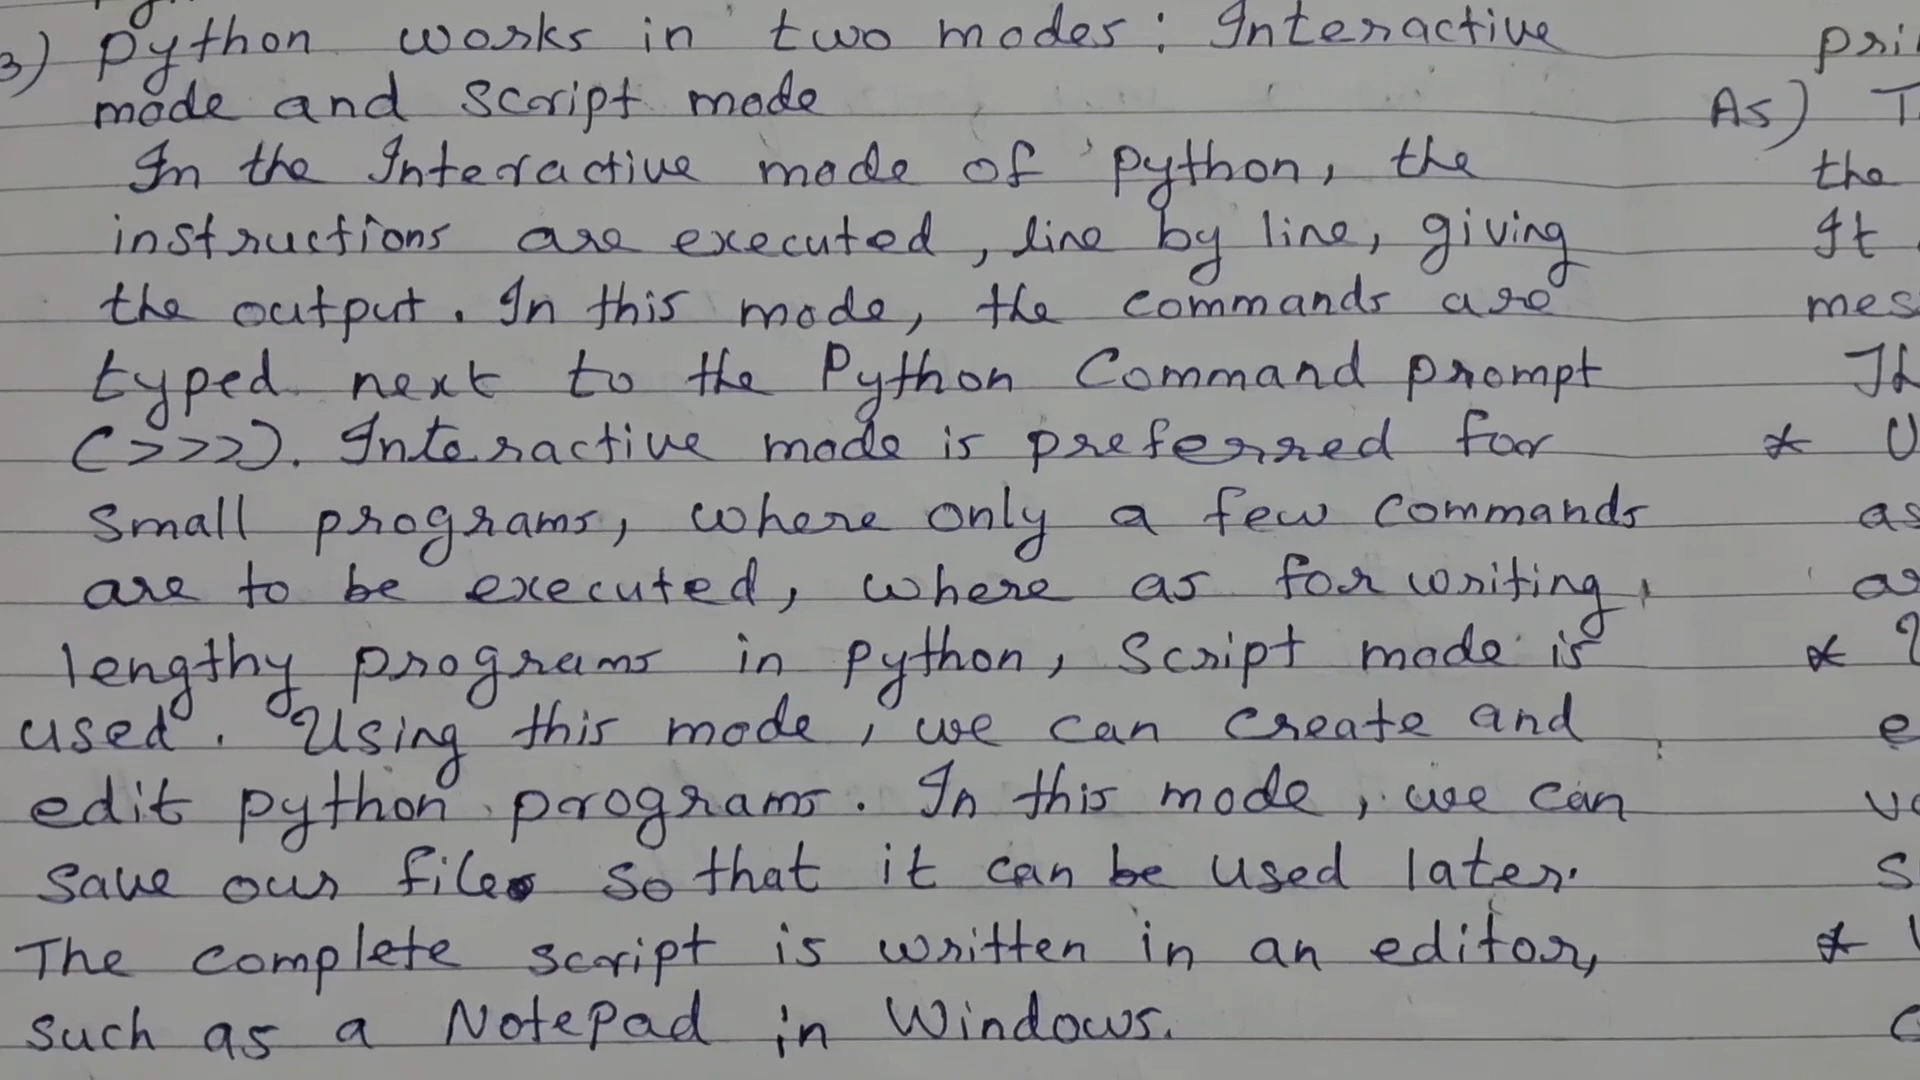 3) Python works in two modes: Interactive
mode and Script mode
In the Interactive mode of python, the
instructions are executed, line by line, giving
the output. In this mode, the commands are
typed next to the Python Command prompt
(>>>). Interactive mode is preferred for
small programs, where only a few commands
are to be executed, where as for writing
lengthy programs in python, Script mode is
used. Using this mode, we can create and
edit python programs. In this mode, we can
save our file so that it can be used later.
The complete script is written in an editor,
such as a Notepad in Windows.
pri
As) T
the
It
mes
*
as
*
e
s
*